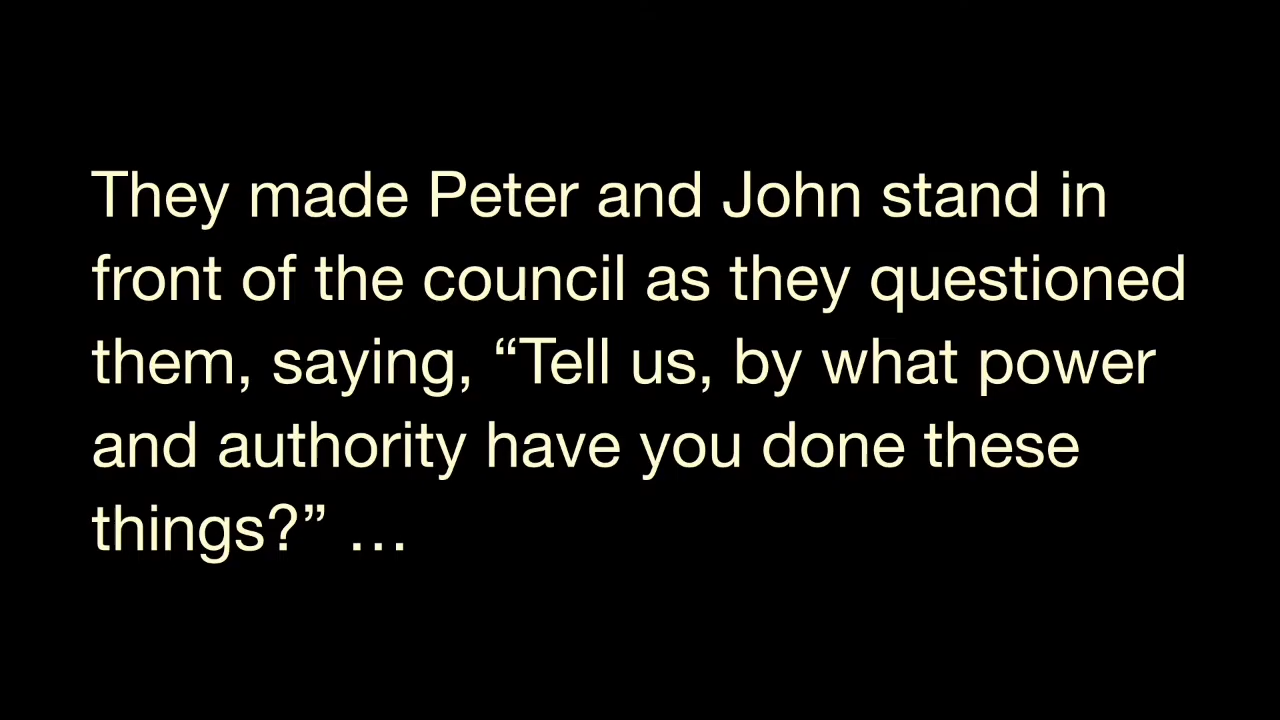 They made Peter and John stand in
front of the council as they questioned
them, saying, “Tell us, by what power
and authority have you done these
things?” …